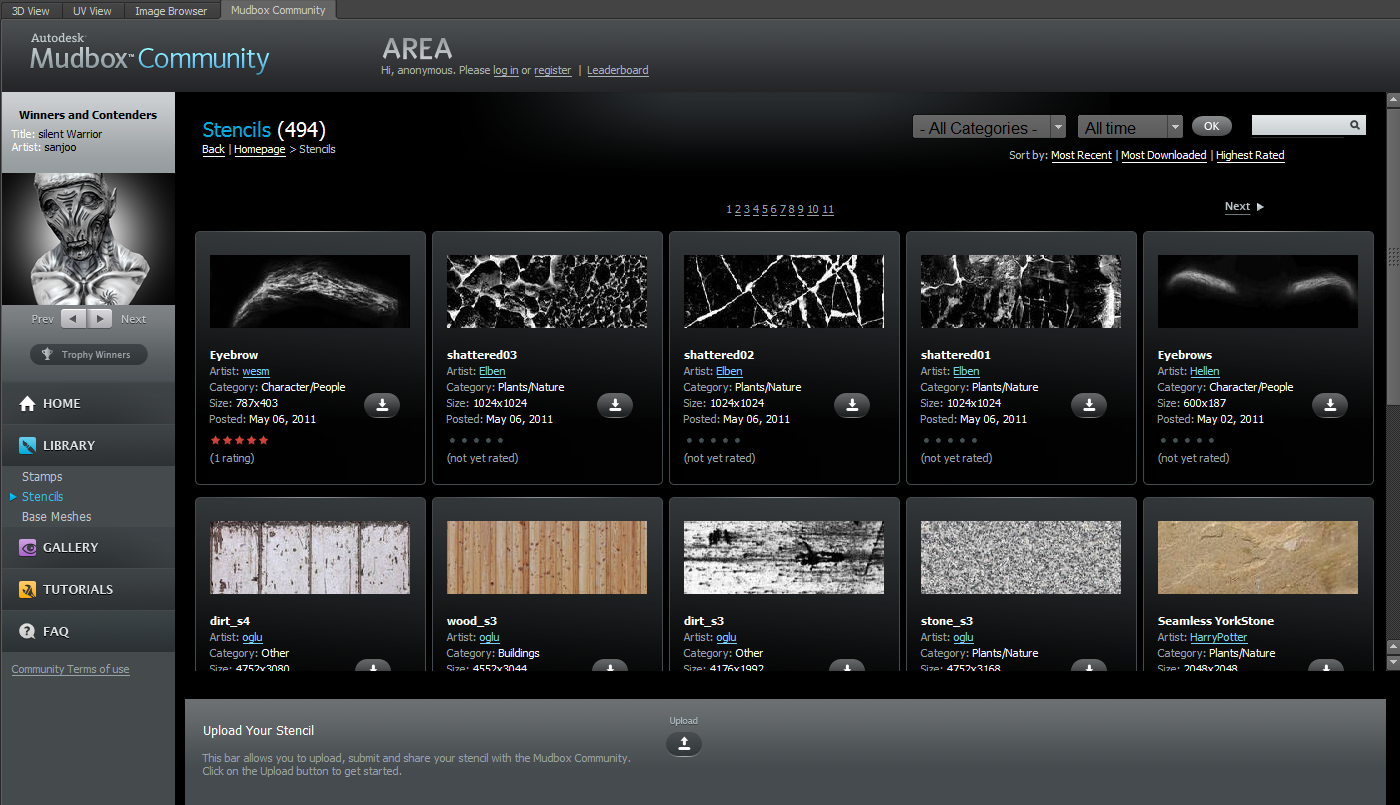 3D View UV View Image Browser Mudbox Community
Autodesk
Mudbox™ Community
AREA
Hi, anonymous. Please log in or register | Leaderboard
Winners and Contenders
Title: silent Warrior
Artist: sanjoo
Prev Next
Trophy Winners
HOME
LIBRARY
Stamps
Stencils
Base Meshes
GALLERY
TUTORIALS
FAQ
Community Terms of use
Stencils (494)
Back | Homepage > Stencils
- All Categories - All time OK
Sort by: Most Recent | Most Downloaded | Highest Rated
1 2 3 4 5 6 7 8 9 10 11
Next
Eyebrow
Artist: wesm
Category: Character/People
Size: 787x403
Posted: May 06, 2011
(1 rating)
shattered03
Artist: Elben
Category: Plants/Nature
Size: 1024x1024
Posted: May 06, 2011
(not yet rated)
shattered02
Artist: Elben
Category: Plants/Nature
Size: 1024x1024
Posted: May 06, 2011
(not yet rated)
shattered01
Artist: Elben
Category: Plants/Nature
Size: 1024x1024
Posted: May 06, 2011
(not yet rated)
Eyebrows
Artist: Hellen
Category: Character/People
Size: 600x187
Posted: May 02, 2011
(not yet rated)
dirt_s4
Artist: oglu
Category: Other
Size: 4752x3080
wood_s3
Artist: oglu
Category: Buildings
Size: 4552x3044
dirt_s3
Artist: oglu
Category: Other
Size: 4176x1992
stone_s3
Artist: oglu
Category: Plants/Nature
Size: 4752x3168
Seamless YorkStone
Artist: HarryPotter
Category: Plants/Nature
Size: 2048x2048
Upload Your Stencil
This bar allows you to upload, submit and share your stencil with the Mudbox Community.
Click on the Upload button to get started.
Upload